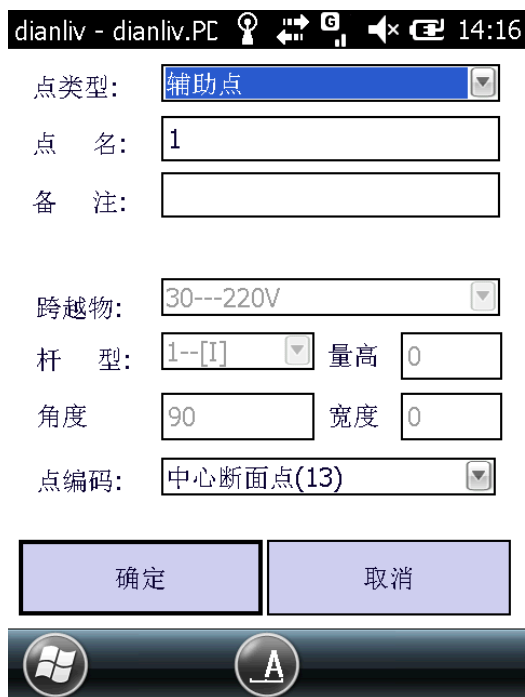 dianliv - dianliv.PD G 14:16
点类型: 辅助点
点 名: 1
备 注:
跨越物: 30---220V
杆 型: 1--[I] 量高 0
角度 90 宽度 0
点编码: 中心断面点(13)
确定 取消
A